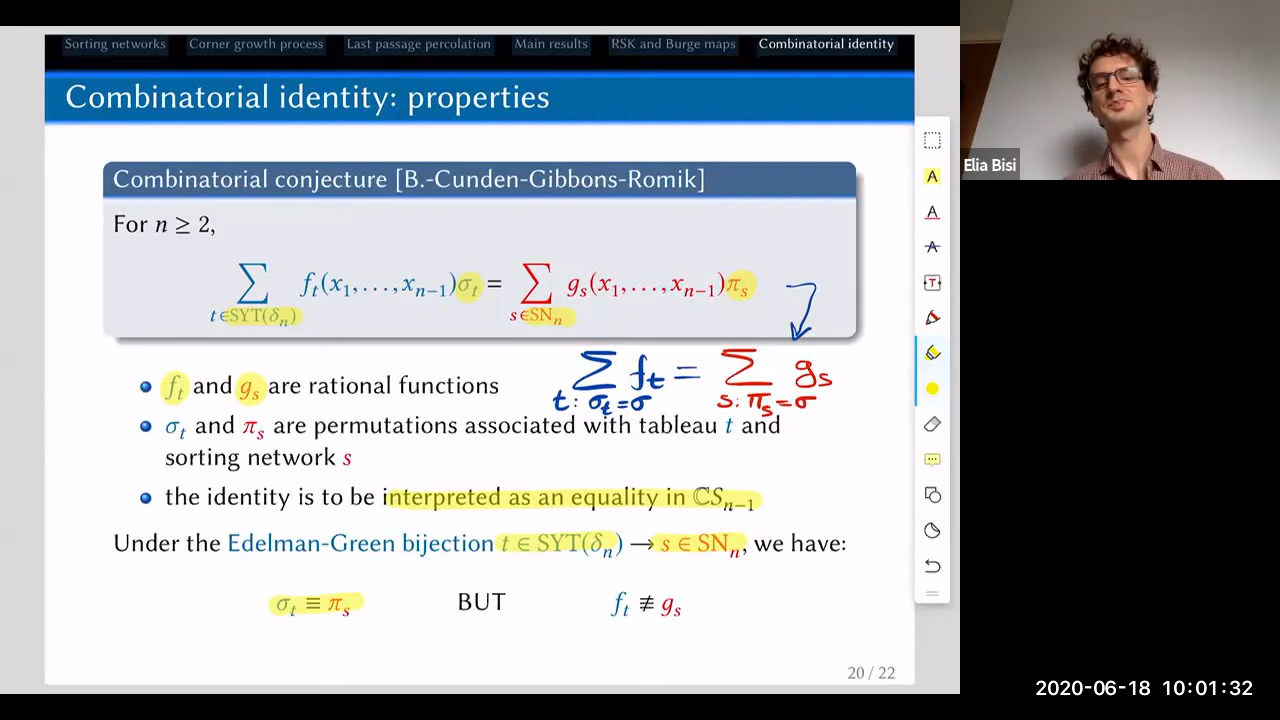 Sorting networks Corner growth process Last passage percolation Main results RSK and Burge maps Combinatorial identity
Combinatorial identity: properties
Combinatorial conjecture [B.-Cunden-Gibbons-Romik]
For n ≥ 2,
∑_{t∈SYT(δ_n)} f_t(x_1, . . . , x_{n−1})σ_t = ∑_{s∈SN_n} g_s(x_1, . . . , x_{n−1})π_s
∑_{t: σ_t=σ} f_t = ∑_{s: π_s=σ} g_s
• f_t and g_s are rational functions
• σ_t and π_s are permutations associated with tableau t and
sorting network s
• the identity is to be interpreted as an equality in ℂS_{n−1}
Under the Edelman-Green bijection t ∈ SYT(δ_n) → s ∈ SN_n, we have:
σ_t ≡ π_s BUT f_t ≢ g_s
20 / 22
Elia Bisi
2020-06-18 10:01:32